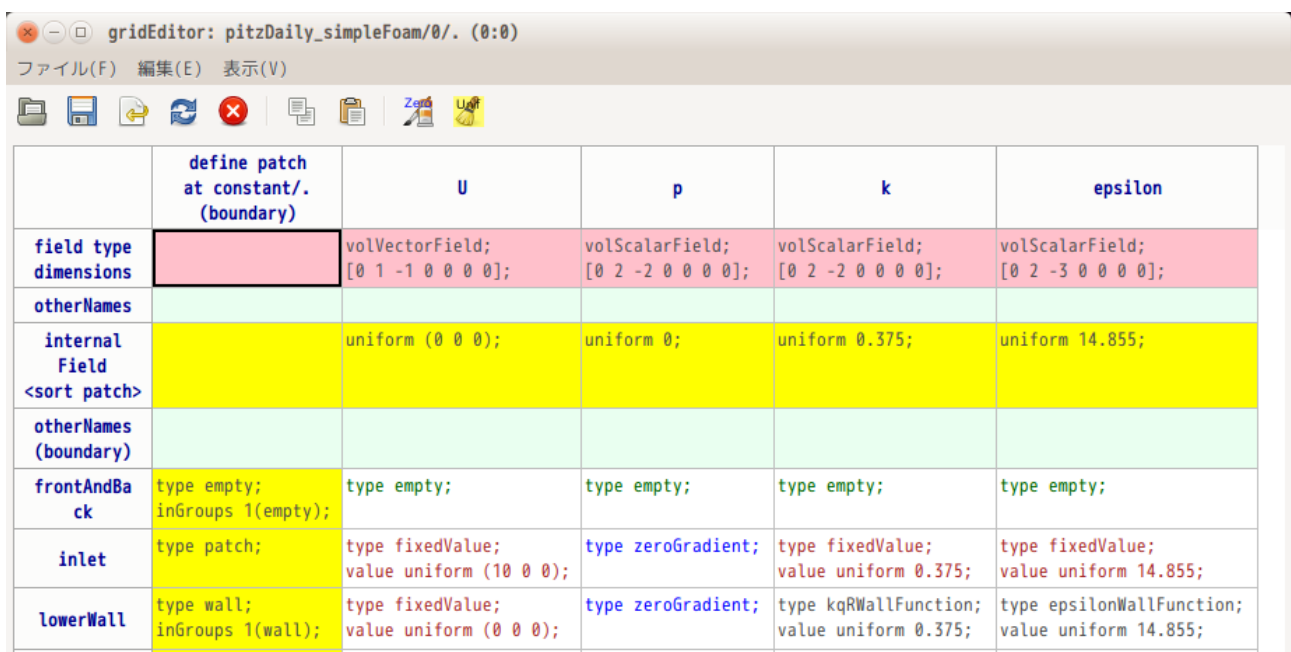 gridEditor: pitzDaily_simpleFoam/0/. (0:0)
ファイル(F) 編集(E) 表示(V)
Zero Unif
define patch
at constant/.
(boundary)
U
p
k
epsilon
field type
dimensions
volVectorField;
[0 1 -1 0 0 0 0];
volScalarField;
[0 2 -2 0 0 0 0];
volScalarField;
[0 2 -2 0 0 0 0];
volScalarField;
[0 2 -3 0 0 0 0];
otherNames
internal
Field
<sort patch>
uniform (0 0 0);
uniform 0;
uniform 0.375;
uniform 14.855;
otherNames
(boundary)
frontAndBa
ck
type empty;
inGroups 1(empty);
type empty;
type empty;
type empty;
type empty;
inlet
type patch;
type fixedValue;
value uniform (10 0 0);
type zeroGradient;
type fixedValue;
value uniform 0.375;
type fixedValue;
value uniform 14.855;
lowerWall
type wall;
inGroups 1(wall);
type fixedValue;
value uniform (0 0 0);
type zeroGradient;
type kqRWallFunction;
value uniform 0.375;
type epsilonWallFunction;
value uniform 14.855;